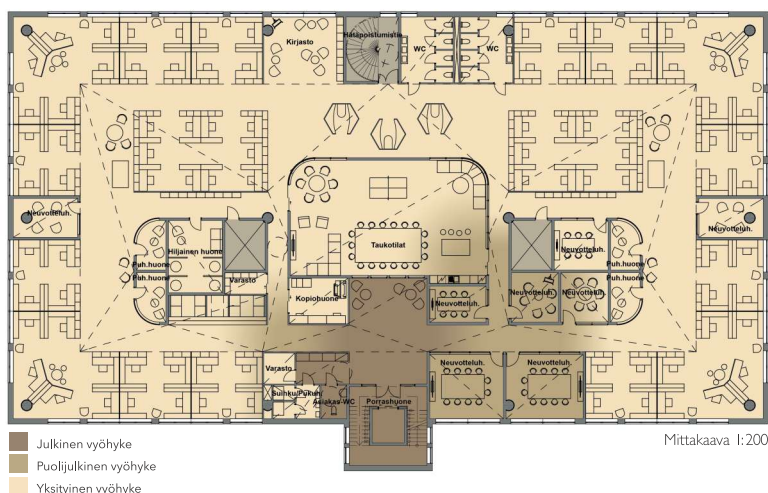 Kirjasto
Hätäpoistumistie
WC
WC
Neuvotteluh.
Hiljainen huone
Puh.huone
Puh.huone
Varasto
Taukotilat
Neuvotteluh.
Neuvotteluh.
Puh.huone
Puh.huone
Kopiohuone
Neuvotteluh.
Neuvotteluh.
Neuvotteluh.
Varasto
Suihku/Pukuh.
Asiakas-WC
Porrashuone
Neuvotteluh.
Neuvotteluh.
Mittakaava 1:200
Julkinen vyöhyke
Puolijulkinen vyöhyke
Yksityinen vyöhyke